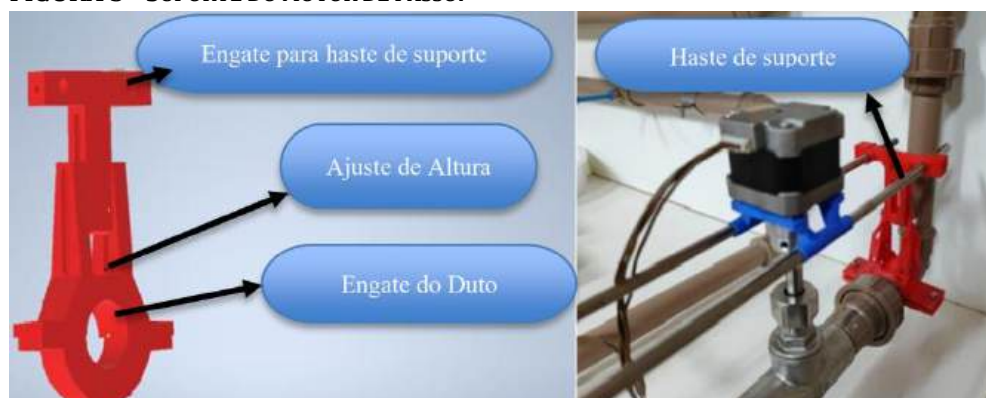 Engate para haste de suporte
Haste de suporte
Ajuste de Altura
Engate do Duto